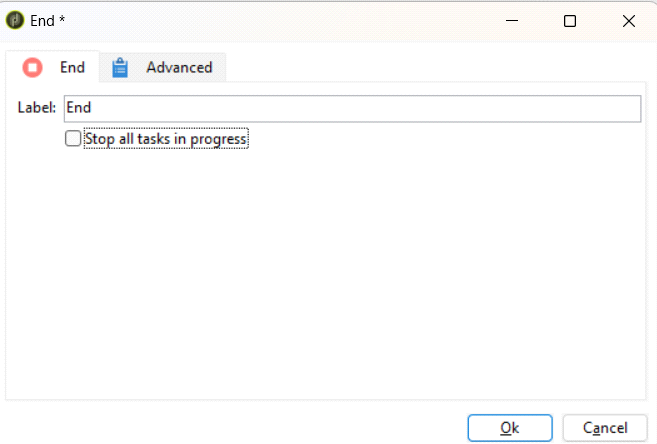 End *
End
Advanced
Label: End
Stop all tasks in progress
Ok
Cancel